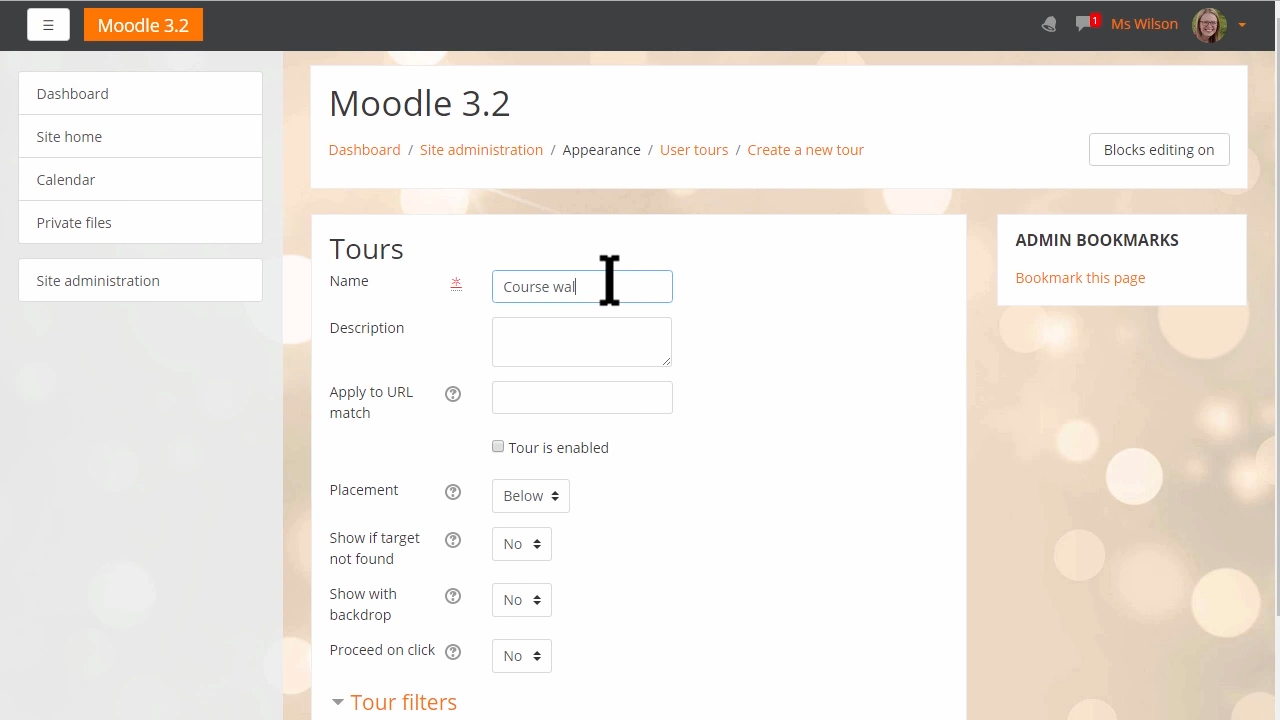 ☰ Moodle 3.2
1 Ms Wilson
Dashboard
Site home
Calendar
Private files
Site administration
Moodle 3.2
Dashboard / Site administration / Appearance / User tours / Create a new tour
Blocks editing on
Tours
Name
Course wal
Description
Apply to URL
match
Tour is enabled
Placement
Below
Show if target
not found
No
Show with
backdrop
No
Proceed on click
No
Tour filters
ADMIN BOOKMARKS
Bookmark this page